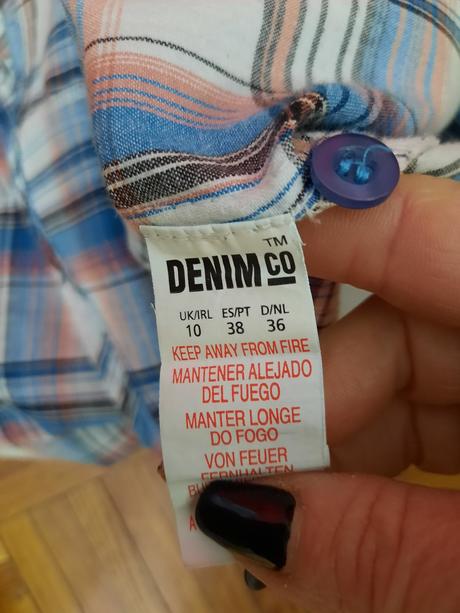 TM
DENIM CO
UK/IRL ES/PT D/NL
10 38 36
KEEP AWAY FROM FIRE
MANTENER ALEJADO
DEL FUEGO
MANTER LONGE
DO FOGO
VON FEUER
FERNHALTEN